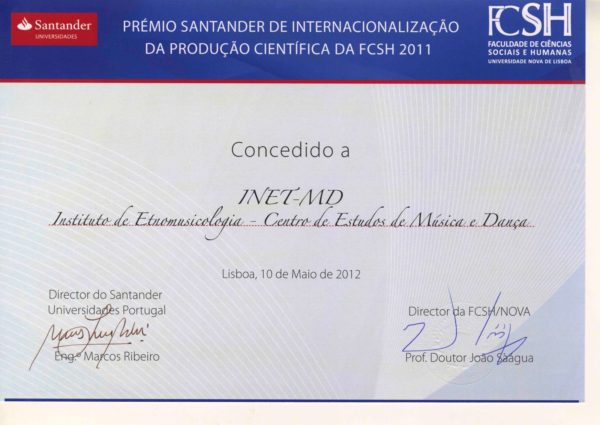 Santander
UNIVERSIDADES
PRÉMIO SANTANDER DE INTERNACIONALIZAÇÃO
DA PRODUÇÃO CIENTÍFICA DA FCSH 2011
FCSH
FACULDADE DE CIÊNCIAS
SOCIAIS E HUMANAS
UNIVERSIDADE NOVA DE LISBOA
Concedido a
INET-MD
Instituto de Etnomusicologia – Centro de Estudos de Música e Dança
Lisboa, 10 de Maio de 2012
Director do Santander
Universidades Portugal
Eng.º Marcos Ribeiro
Director da FCSH/NOVA
Prof. Doutor João Sàágua